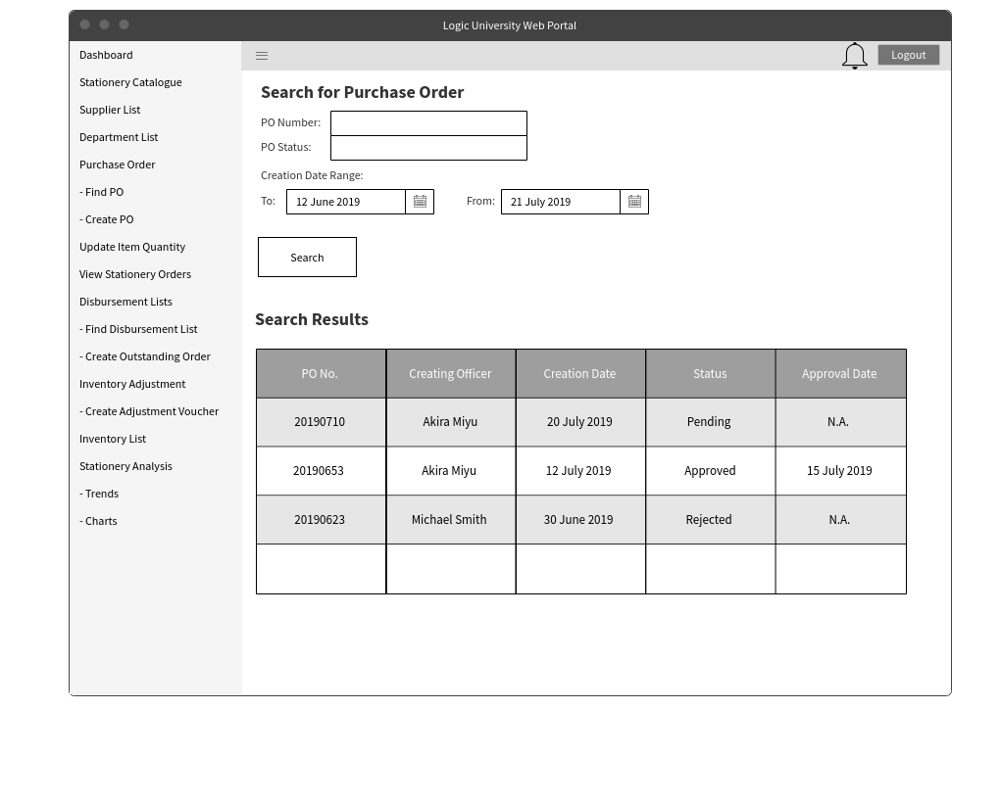 Logic University Web Portal
Dashboard
Stationery Catalogue
Supplier List
Department List
Purchase Order
- Find PO
- Create PO
Update Item Quantity
View Stationery Orders
Disbursement Lists
- Find Disbursement List
- Create Outstanding Order
Inventory Adjustment
- Create Adjustment Voucher
Inventory List
Stationery Analysis
- Trends
- Charts
Logout
Search for Purchase Order
PO Number:
PO Status:
Creation Date Range:
To: 12 June 2019 From: 21 July 2019
Search
Search Results
PO No. Creating Officer Creation Date Status Approval Date
20190710 Akira Miyu 20 July 2019 Pending N.A.
20190653 Akira Miyu 12 July 2019 Approved 15 July 2019
20190623 Michael Smith 30 June 2019 Rejected N.A.